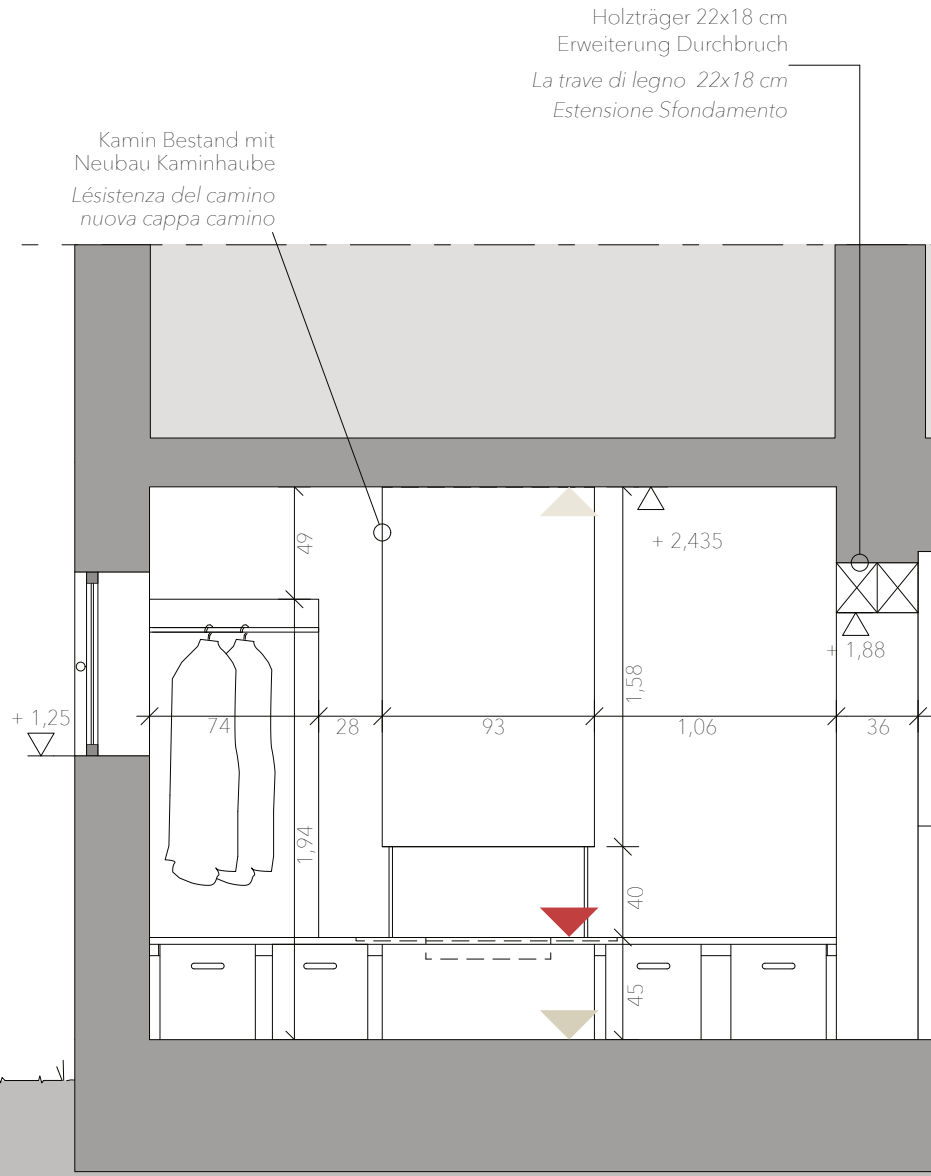 Holzträger 22x18 cm
Erweiterung Durchbruch
La trave di legno 22x18 cm
Estensione Sfondamento
Kamin Bestand mit
Neubau Kaminhaube
Lésistenza del camino
nuova cappa camino
49
+ 2,435
+ 1,88
1,58
+ 1,25
74
28
93
1,06
36
1,94
40
45